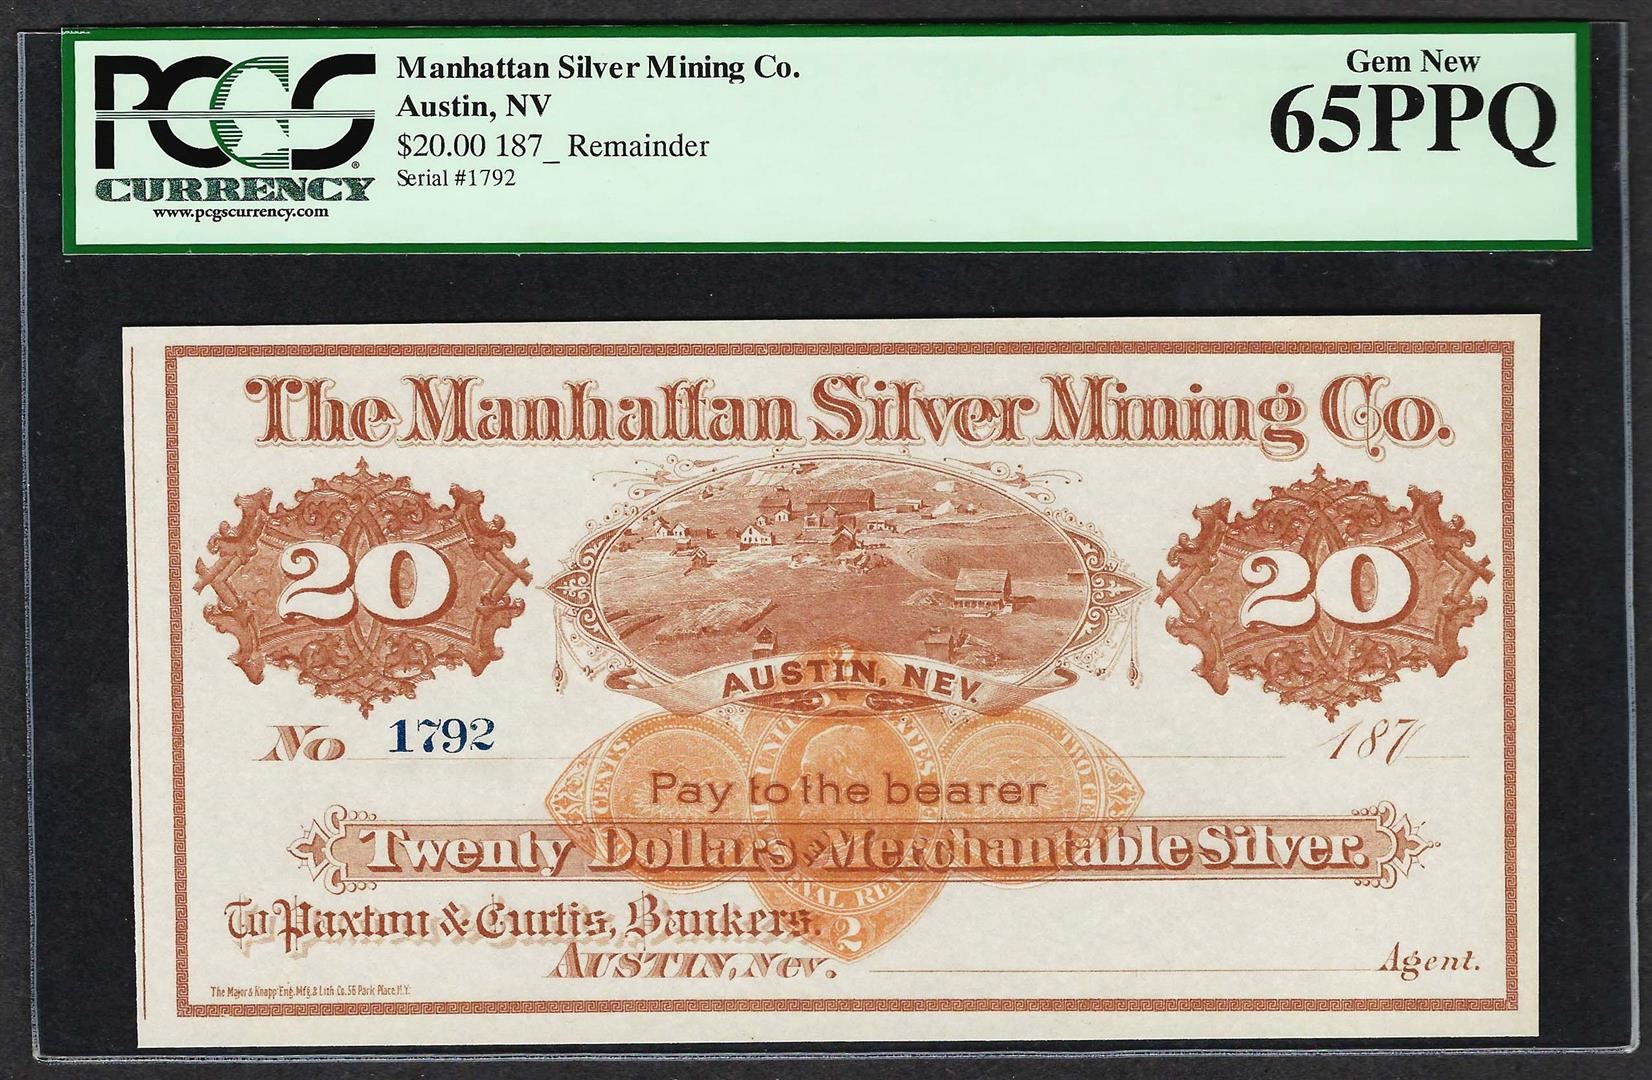 PCGS
CURRENCY
www.pcgscurrency.com
Manhattan Silver Mining Co.
Austin, NV
$20.00 187_ Remainder
Serial #1792
Gem New
65PPQ
The Manhattan Silver Mining Co.
20
20
AUSTIN, NEV.
No 1792
187
Pay to the bearer
Twenty Dollars Merchantable Silver.
To Paxton & Curtis, Bankers.
AUSTIN, Nev.
Agent.
The Major & Knapp Eng. Mfg. & Lith Co. 56 Park Place N.Y.
2